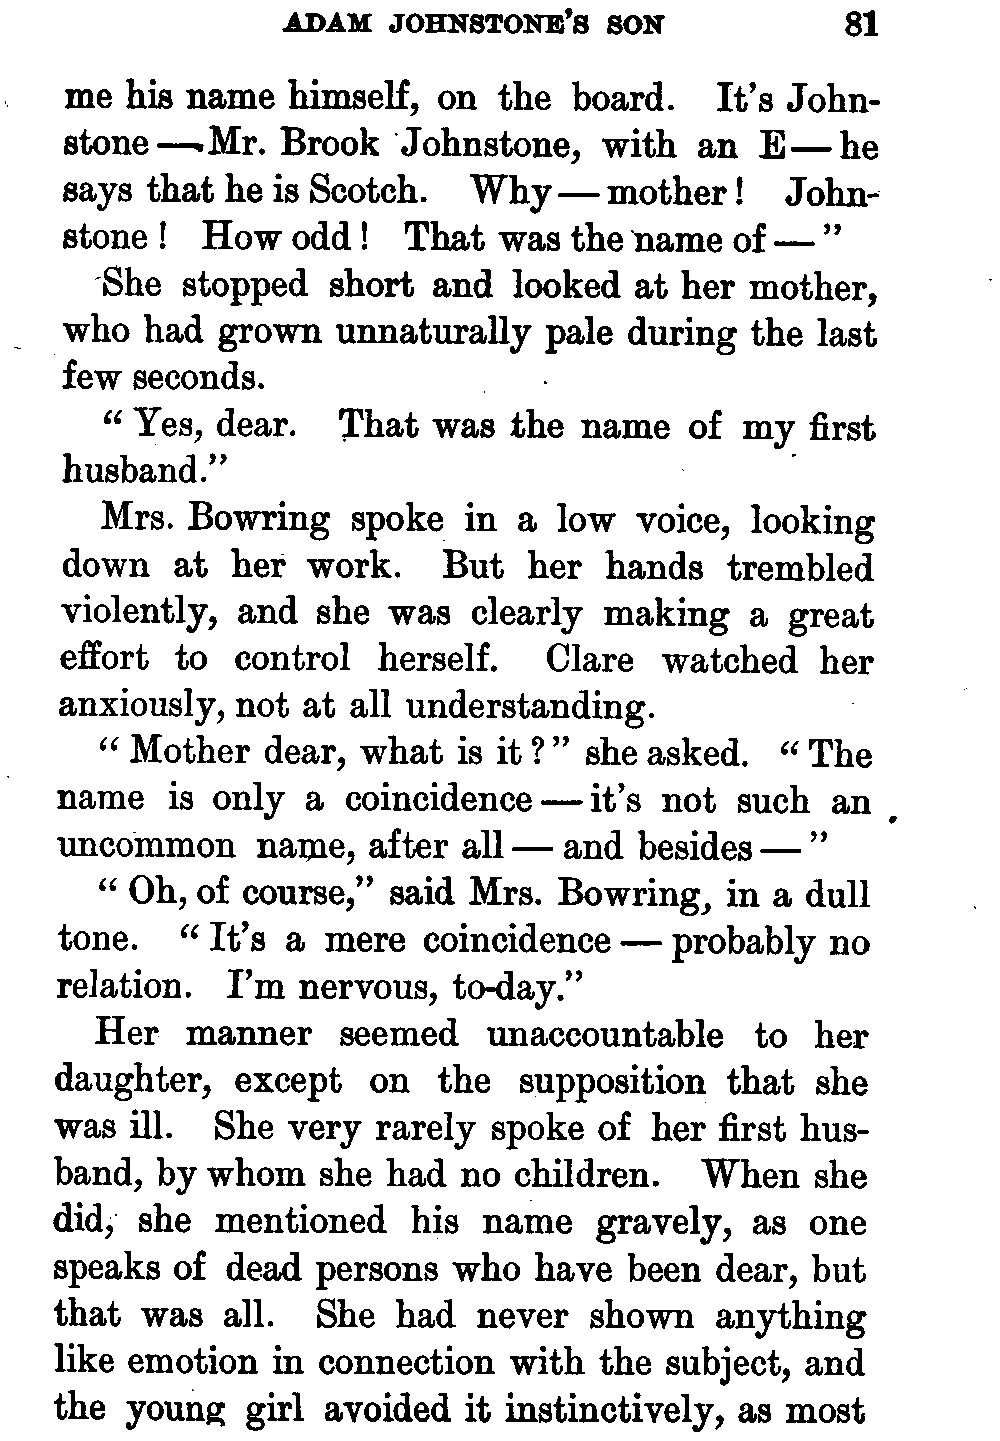 ADAM JOHNSTONE'S SON 81
me his name himself, on the board. It's John-
stone—Mr. Brook Johnstone, with an E—he
says that he is Scotch. Why—mother! John-
stone! How odd! That was the name of—"
She stopped short and looked at her mother,
who had grown unnaturally pale during the last
few seconds.
"Yes, dear. That was the name of my first
husband."
Mrs. Bowring spoke in a low voice, looking
down at her work. But her hands trembled
violently, and she was clearly making a great
effort to control herself. Clare watched her
anxiously, not at all understanding.
"Mother dear, what is it?" she asked. "The
name is only a coincidence—it's not such an
uncommon name, after all—and besides—"
"Oh, of course," said Mrs. Bowring, in a dull
tone. "It's a mere coincidence—probably no
relation. I'm nervous, to-day."
Her manner seemed unaccountable to her
daughter, except on the supposition that she
was ill. She very rarely spoke of her first hus-
band, by whom she had no children. When she
did, she mentioned his name gravely, as one
speaks of dead persons who have been dear, but
that was all. She had never shown anything
like emotion in connection with the subject, and
the young girl avoided it instinctively, as most